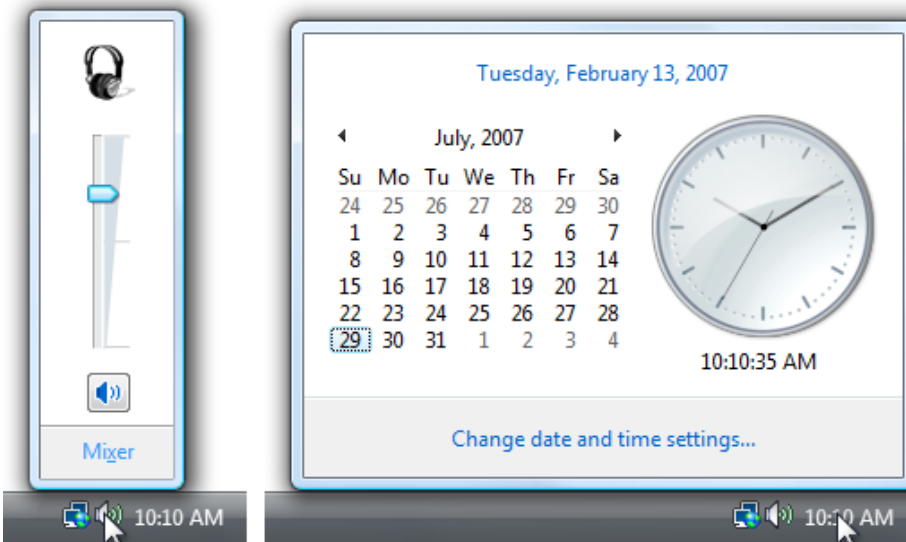 Mixer
10:10 AM
Tuesday, February 13, 2007
July, 2007
Su Mo Tu We Th Fr Sa
24 25 26 27 28 29 30
1 2 3 4 5 6 7
8 9 10 11 12 13 14
15 16 17 18 19 20 21
22 23 24 25 26 27 28
29 30 31 1 2 3 4
10:10:35 AM
Change date and time settings...
10:10 AM